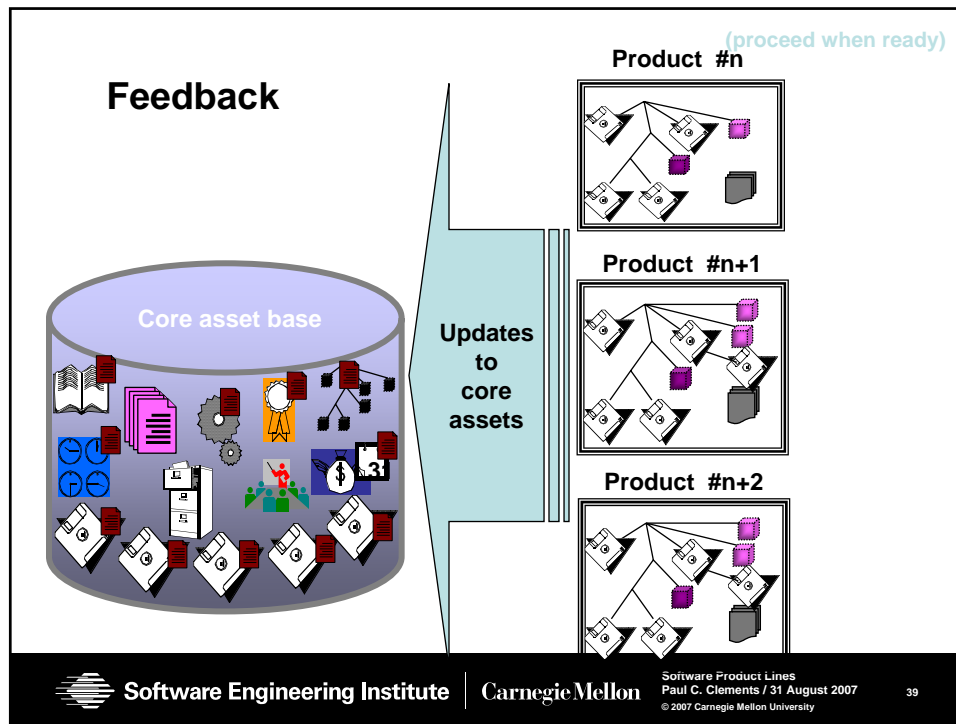 (proceed when ready)
Product #n
Feedback
Product #n+1
Core asset base
Updates
to
core
assets
$
31
Product #n+2
Software Engineering Institute
Carnegie Mellon
Software Product Lines
Paul C. Clements / 31 August 2007
© 2007 Carnegie Mellon University
39